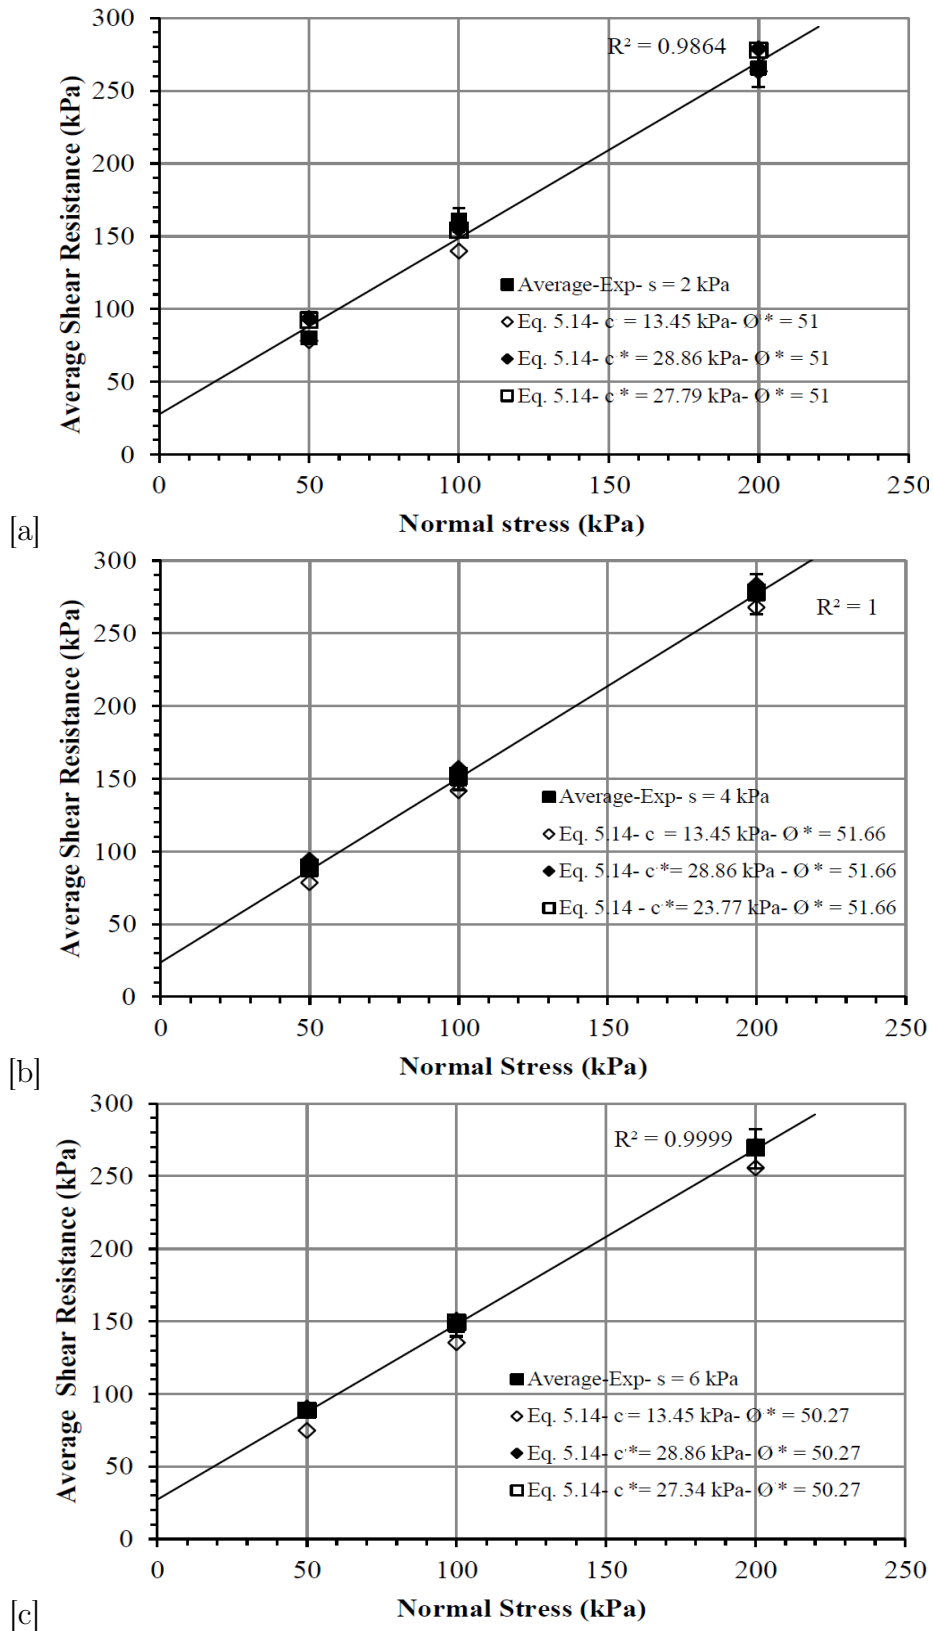 300
250
200
150
100
50
0
Average Shear Resistance (kPa)
R² = 0.9864
Average-Exp- s = 2 kPa
Eq. 5.14- c = 13.45 kPa- Ø * = 51
Eq. 5.14- c * = 28.86 kPa- Ø * = 51
Eq. 5.14- c * = 27.79 kPa- Ø * = 51
0 50 100 150 200 250
Normal stress (kPa)
[a]
300
250
200
150
100
50
0
Average Shear Resistance (kPa)
R² = 1
Average-Exp- s = 4 kPa
Eq. 5.14- c = 13.45 kPa- Ø * = 51.66
Eq. 5.14- c *= 28.86 kPa - Ø * = 51.66
Eq. 5.14 - c *= 23.77 kPa- Ø * = 51.66
0 50 100 150 200 250
Normal Stress (kPa)
[b]
300
250
200
150
100
50
0
Average Shear Resistance (kPa)
R² = 0.9999
Average-Exp- s = 6 kPa
Eq. 5.14- c = 13.45 kPa- Ø * = 50.27
Eq. 5.14- c *= 28.86 kPa- Ø * = 50.27
Eq. 5.14- c *= 27.34 kPa- Ø * = 50.27
0 50 100 150 200 250
Normal Stress (kPa)
[c]